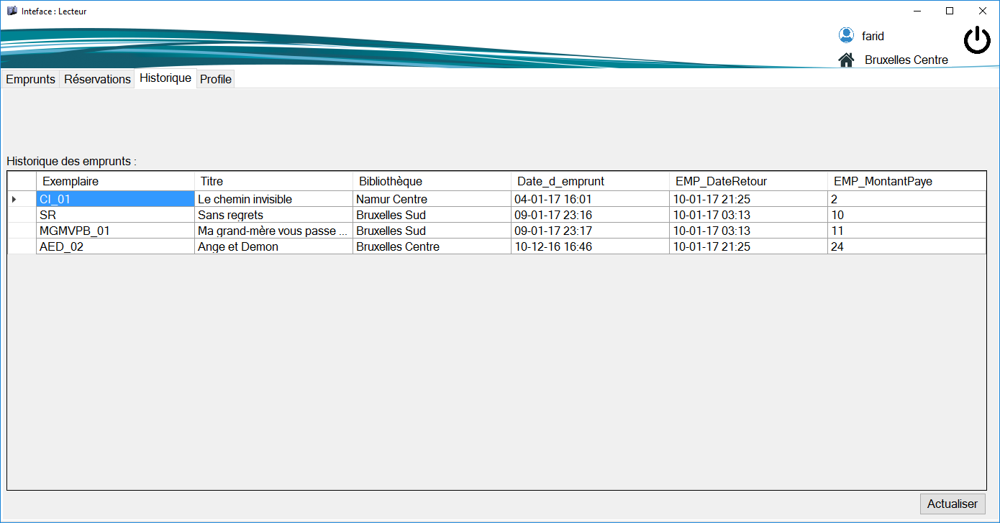 Inteface : Lecteur
farid
Bruxelles Centre
Emprunts Réservations Historique Profile
Historique des emprunts :
Exemplaire Titre Bibliothèque Date_d_emprunt EMP_DateRetour EMP_MontantPaye
CI_01 Le chemin invisible Namur Centre 04-01-17 16:01 10-01-17 21:25 2
SR Sans regrets Bruxelles Sud 09-01-17 23:16 10-01-17 03:13 10
MGMVPB_01 Ma grand-mère vous passe ... Bruxelles Sud 09-01-17 23:17 10-01-17 03:13 11
AED_02 Ange et Demon Bruxelles Centre 10-12-16 16:46 10-01-17 21:25 24
Actualiser